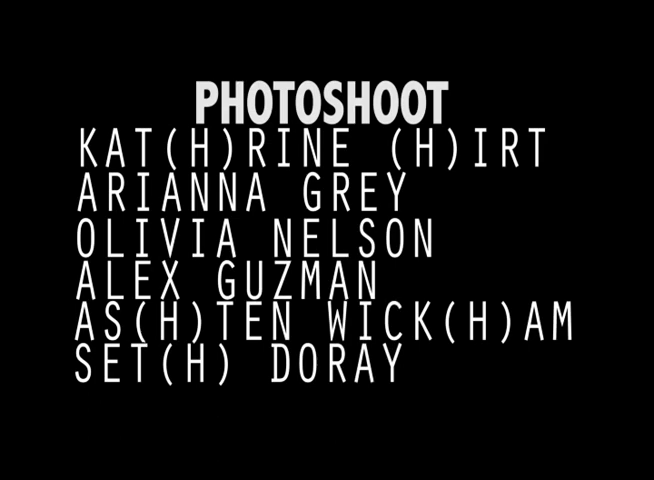 PHOTOSHOOT
KAT(H)RINE (H)IRT
ARIANNA GREY
OLIVIA NELSON
ALEX GUZMAN
AS(H)TEN WICK(H)AM
SET(H) DORAY